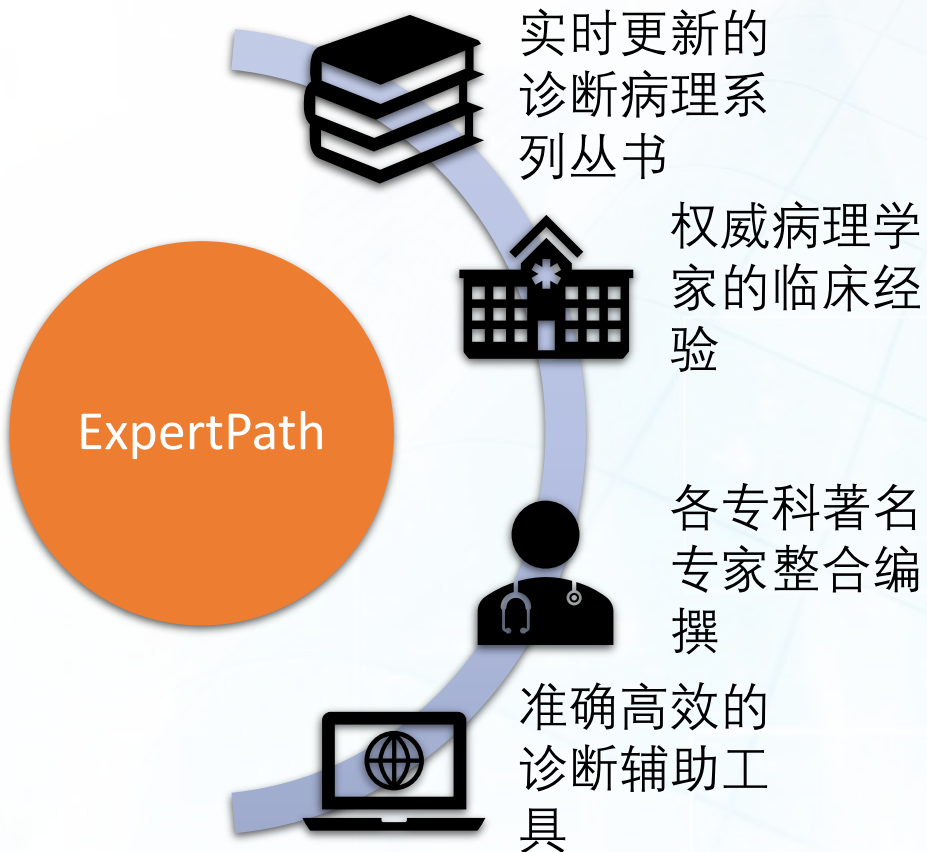 实时更新的
诊断病理系
列丛书
权威病理学
家的临床经
验
ExpertPath
各专科著名
专家整合编
撰
准确高效的
诊断辅助工
具